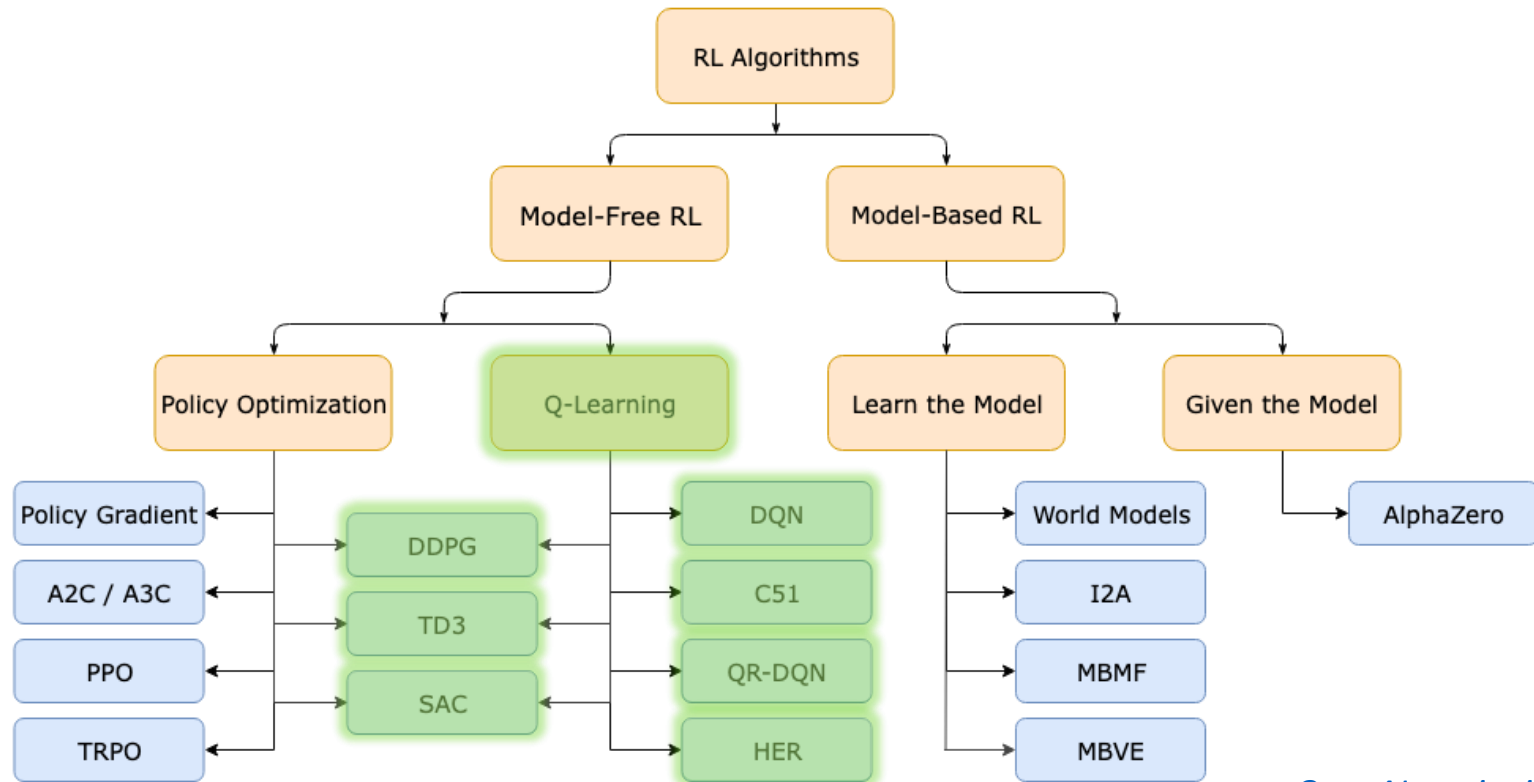 RL Algorithms
Model-Free RL
Model-Based RL
Policy Optimization
Q-Learning
Learn the Model
Given the Model
Policy Gradient
DDPG
DQN
World Models
AlphaZero
A2C / A3C
TD3
C51
I2A
PPO
SAC
QR-DQN
MBMF
TRPO
HER
MBVE